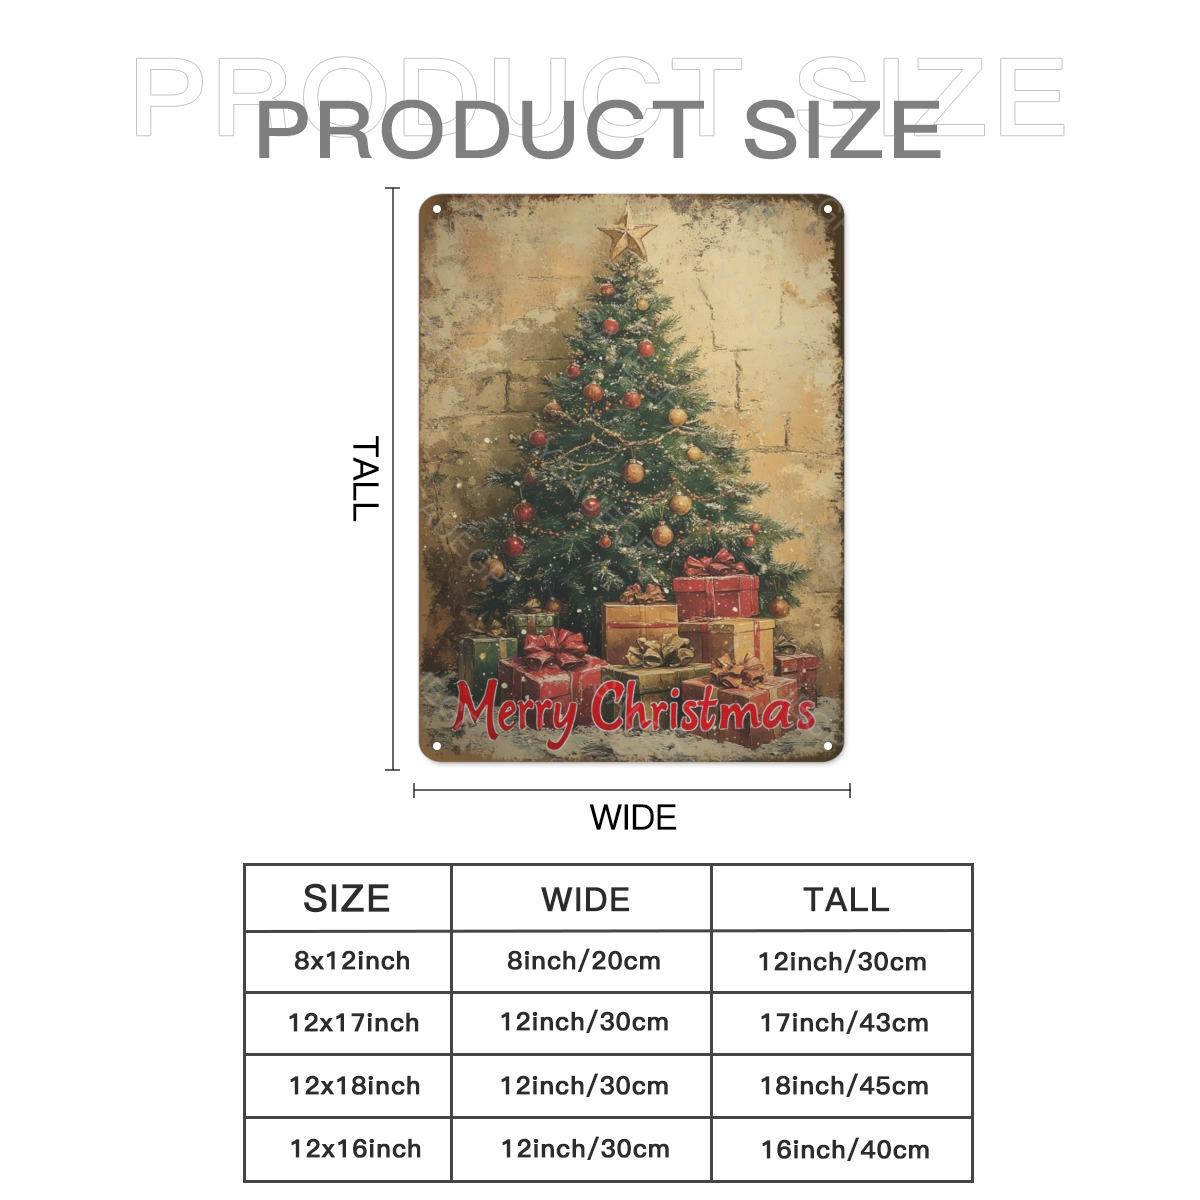 PRODUCT SIZE
PRODUCT SIZE
TALL
Merry Christmas
WIDE
SIZE WIDE TALL
8x12inch 8inch/20cm 12inch/30cm
12x17inch 12inch/30cm 17inch/43cm
12x18inch 12inch/30cm 18inch/45cm
12x16inch 12inch/30cm 16inch/40cm